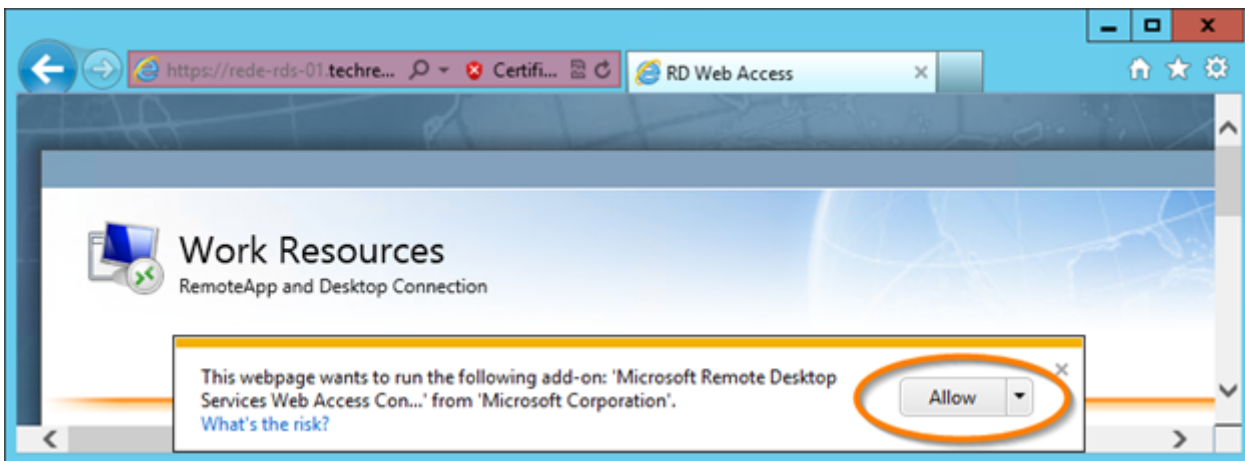 https://rede-rds-01.techre... Certifi... RD Web Access
Work Resources
RemoteApp and Desktop Connection
This webpage wants to run the following add-on: 'Microsoft Remote Desktop
Services Web Access Con...' from 'Microsoft Corporation'.
Allow
What's the risk?